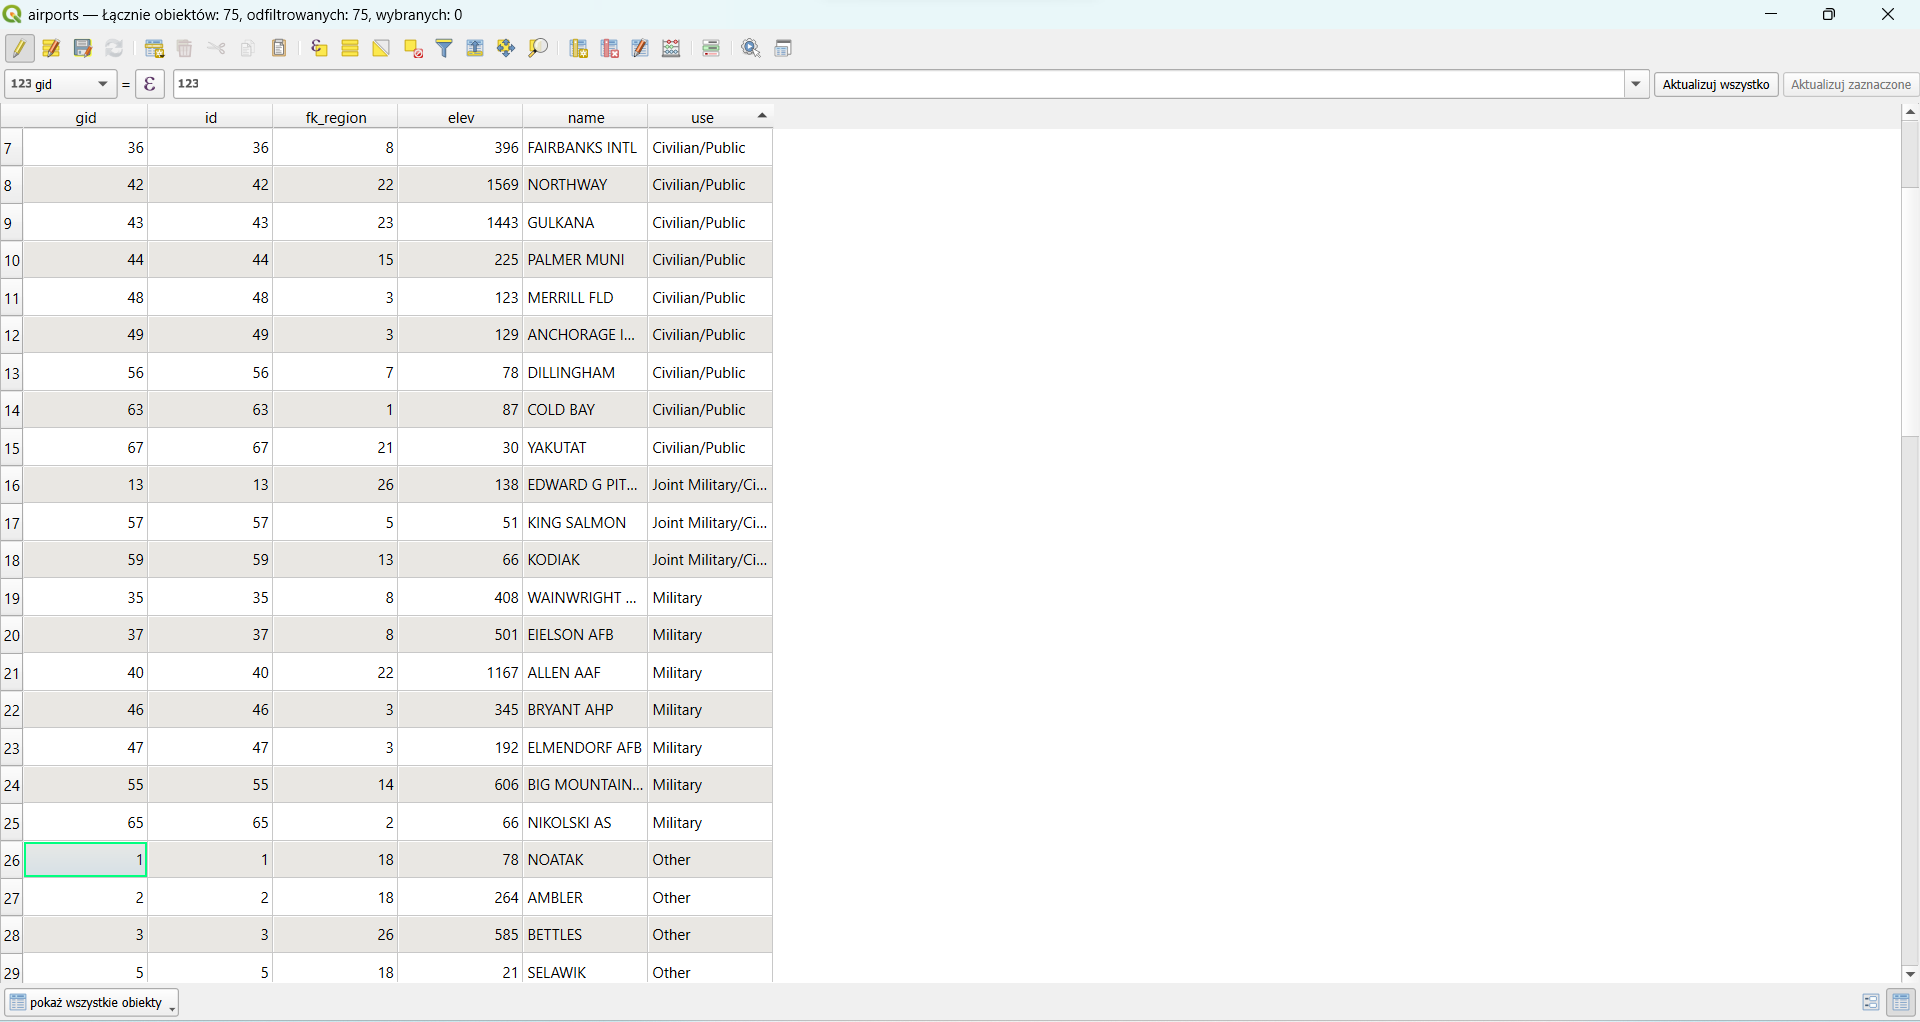 airports — Łącznie obiektów: 75, odfiltrowanych: 75, wybranych: 0
123 gid = ε 123 Aktualizuj wszystko Aktualizuj zaznaczone
gid id fk_region elev name use
7 36 36 8 396 FAIRBANKS INTL Civilian/Public
8 42 42 22 1569 NORTHWAY Civilian/Public
9 43 43 23 1443 GULKANA Civilian/Public
10 44 44 15 225 PALMER MUNI Civilian/Public
11 48 48 3 123 MERRILL FLD Civilian/Public
12 49 49 3 129 ANCHORAGE I... Civilian/Public
13 56 56 7 78 DILLINGHAM Civilian/Public
14 63 63 1 87 COLD BAY Civilian/Public
15 67 67 21 30 YAKUTAT Civilian/Public
16 13 13 26 138 EDWARD G PIT... Joint Military/Ci...
17 57 57 5 51 KING SALMON Joint Military/Ci...
18 59 59 13 66 KODIAK Joint Military/Ci...
19 35 35 8 408 WAINWRIGHT ... Military
20 37 37 8 501 EIELSON AFB Military
21 40 40 22 1167 ALLEN AAF Military
22 46 46 3 345 BRYANT AHP Military
23 47 47 3 192 ELMENDORF AFB Military
24 55 55 14 606 BIG MOUNTAIN... Military
25 65 65 2 66 NIKOLSKI AS Military
26 1 1 18 78 NOATAK Other
27 2 2 18 264 AMBLER Other
28 3 3 26 585 BETTLES Other
29 5 5 18 21 SELAWIK Other
pokaż wszystkie obiekty